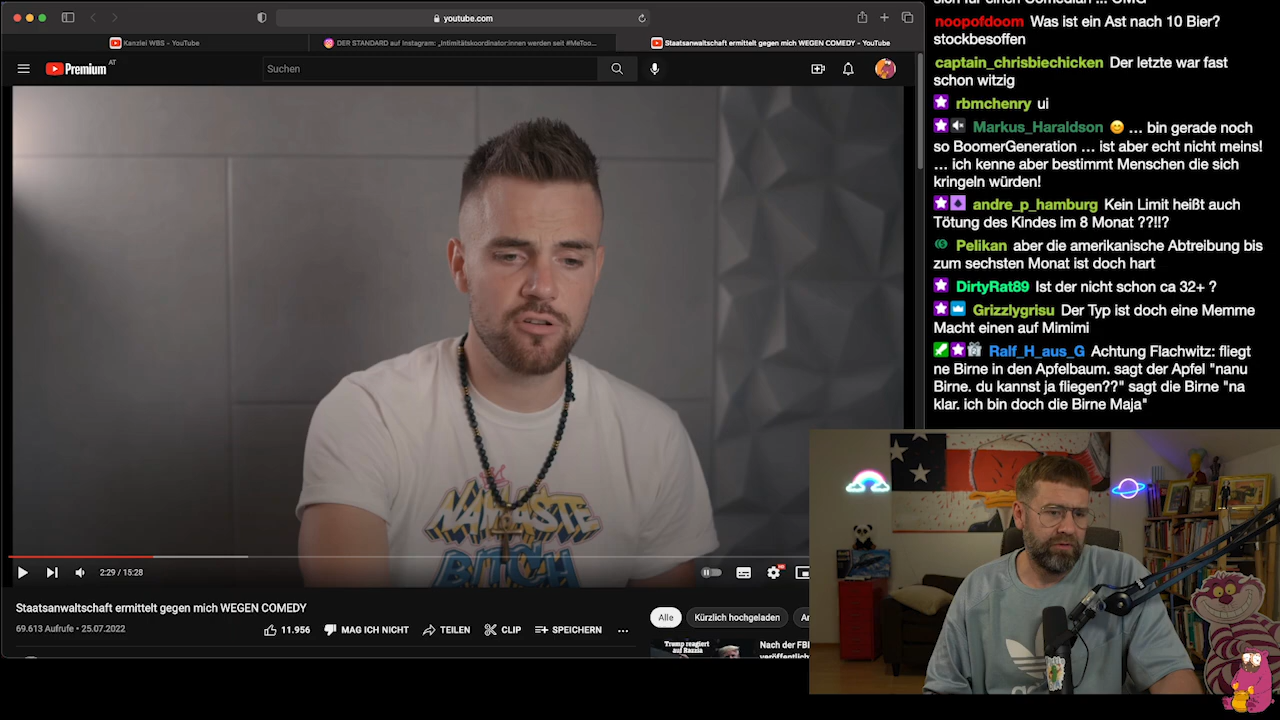 youtube.com
Kanzlei WBS - YouTube
DER STANDARD auf Instagram: „Intimitätskoordinator:innen werden seit #MeToo...
Staatsanwaltschaft ermittelt gegen mich WEGEN COMEDY - YouTube
Premium AT
Suchen
NAMASTE
BITCH
2:29 / 15:28
Staatsanwaltschaft ermittelt gegen mich WEGEN COMEDY
69.613 Aufrufe • 25.07.2022
11.956
MAG ICH NICHT
TEILEN
CLIP
SPEICHERN
Alle
Kürzlich hochgeladen
Trump reagiert
auf Razzia
Nach der FBI
veröffentlich
noopofdoom Was ist ein Ast nach 10 Bier?
stockbesoffen
captain_chrisbiechicken Der letzte war fast
schon witzig
rbmchenry ui
Markus_Haraldson 😊 ... bin gerade noch
so BoomerGeneration ... ist aber echt nicht meins!
... ich kenne aber bestimmt Menschen die sich
kringeln würden!
andre_p_hamburg Kein Limit heißt auch
Tötung des Kindes im 8 Monat ??!!?
Pelikan aber die amerikanische Abtreibung bis
zum sechsten Monat ist doch hart
DirtyRat89 Ist der nicht schon ca 32+ ?
Grizzlygrisu Der Typ ist doch eine Memme
Macht einen auf Mimimi
Ralf_H_aus_G Achtung Flachwitz: fliegt
ne Birne in den Apfelbaum. sagt der Apfel "nanu
Birne. du kannst ja fliegen??" sagt die Birne "na
klar. ich bin doch die Birne Maja"